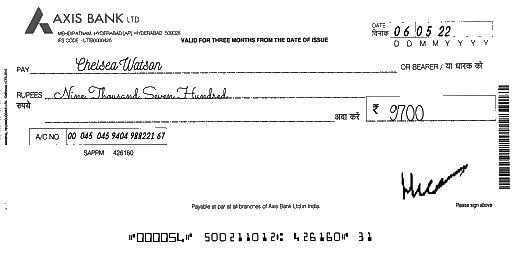 AXIS BANK LTD
MEHDIPATNAM, HYDERABAD [AP] HYDERABAD 500028
IFS CODE - UTIB0000426
VALID FOR THREE MONTHS FROM THE DATE OF ISSUE
DATE
दिनांक 06 05 22
D D M M Y Y Y Y
PAY Chelsea Watson OR BEARER / या धारक को
RUPEES Nine Thousand Seven Hundred
रुपये अदा करें ₹ 9700
A/C NO 00 045 045 9404 988221 67
SAPPM 426160
Payable at par at all branches of Axis Bank Ltd in India.
Please sign above
⑈000054⑈ 500211012⑆ 426160⑈ 31